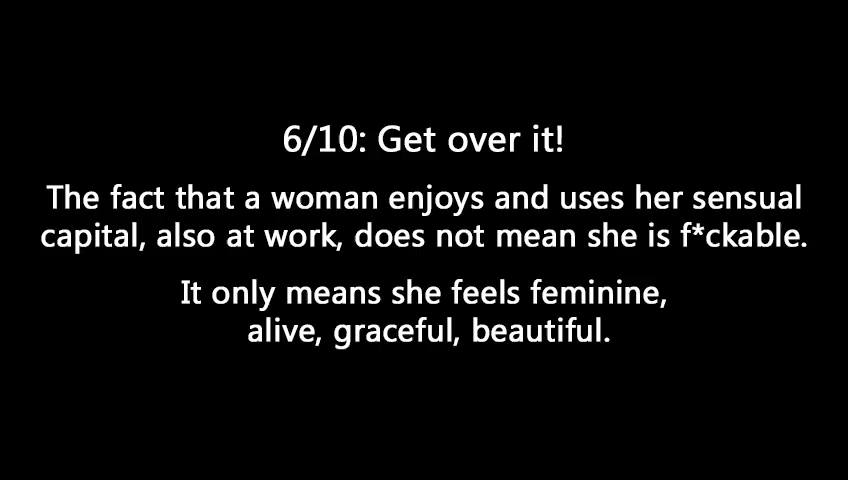 6/10: Get over it!
The fact that a woman enjoys and uses her sensual
capital, also at work, does not mean she is f*ckable.
It only means she feels feminine,
alive, graceful, beautiful.